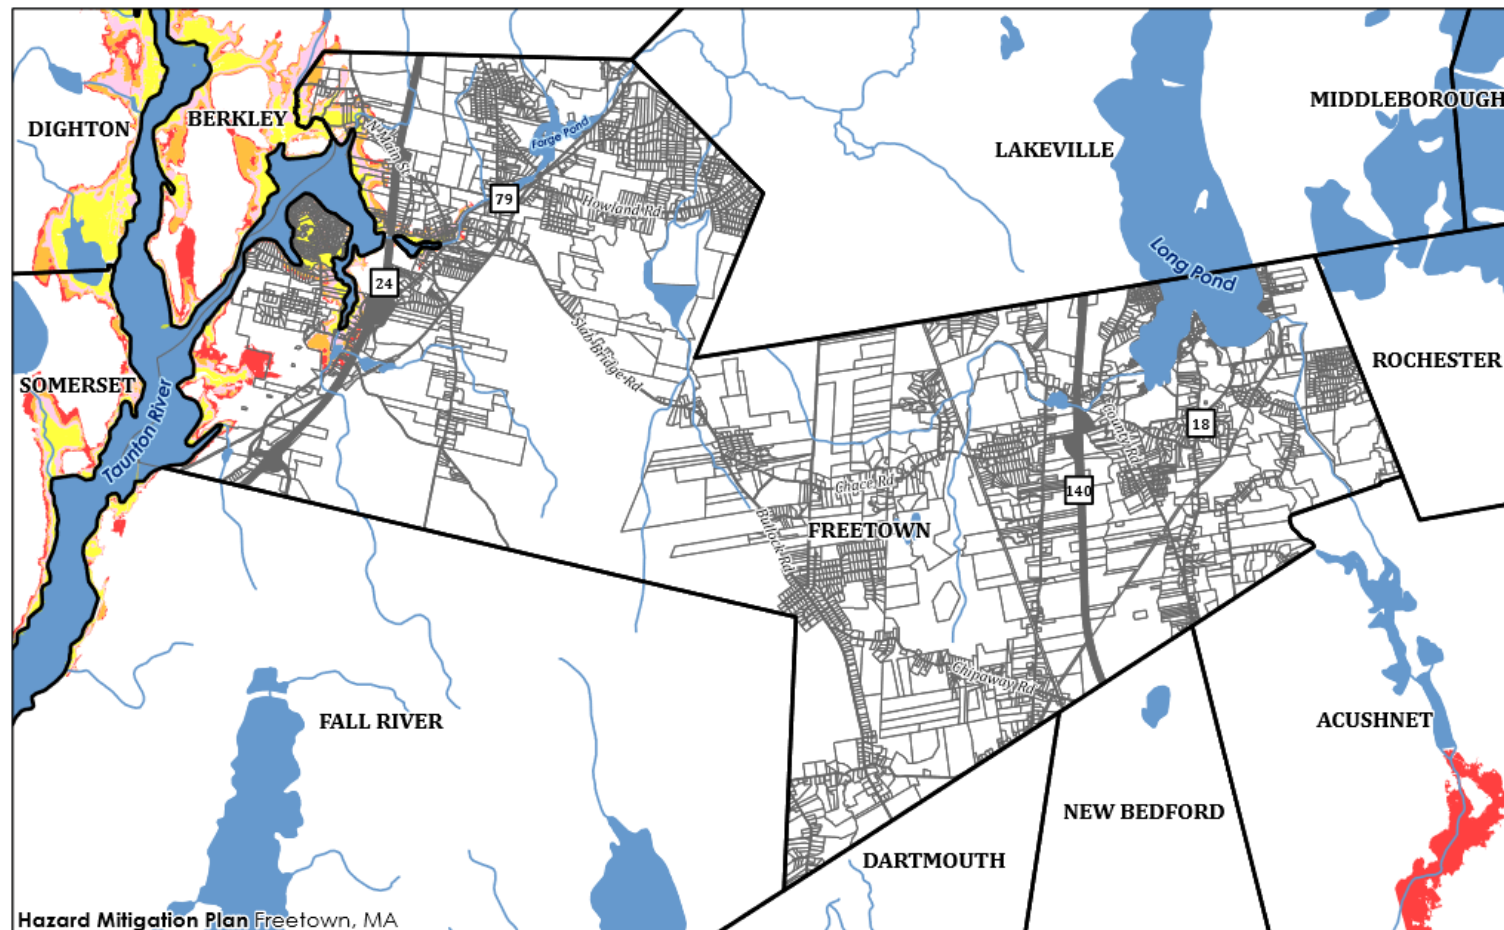 MIDDLEBOROUGH
DIGHTON
BERKLEY
N Main St
Forge Pond
LAKEVILLE
79
Howland Rd
24
Long Pond
Slab Bridge Rd
ROCHESTER
SOMERSET
Taunton River
18
County Rd
Chace Rd
140
FREETOWN
Bullock Rd
Chipaway Rd
FALL RIVER
ACUSHNET
NEW BEDFORD
DARTMOUTH
Hazard Mitigation Plan Freetown, MA